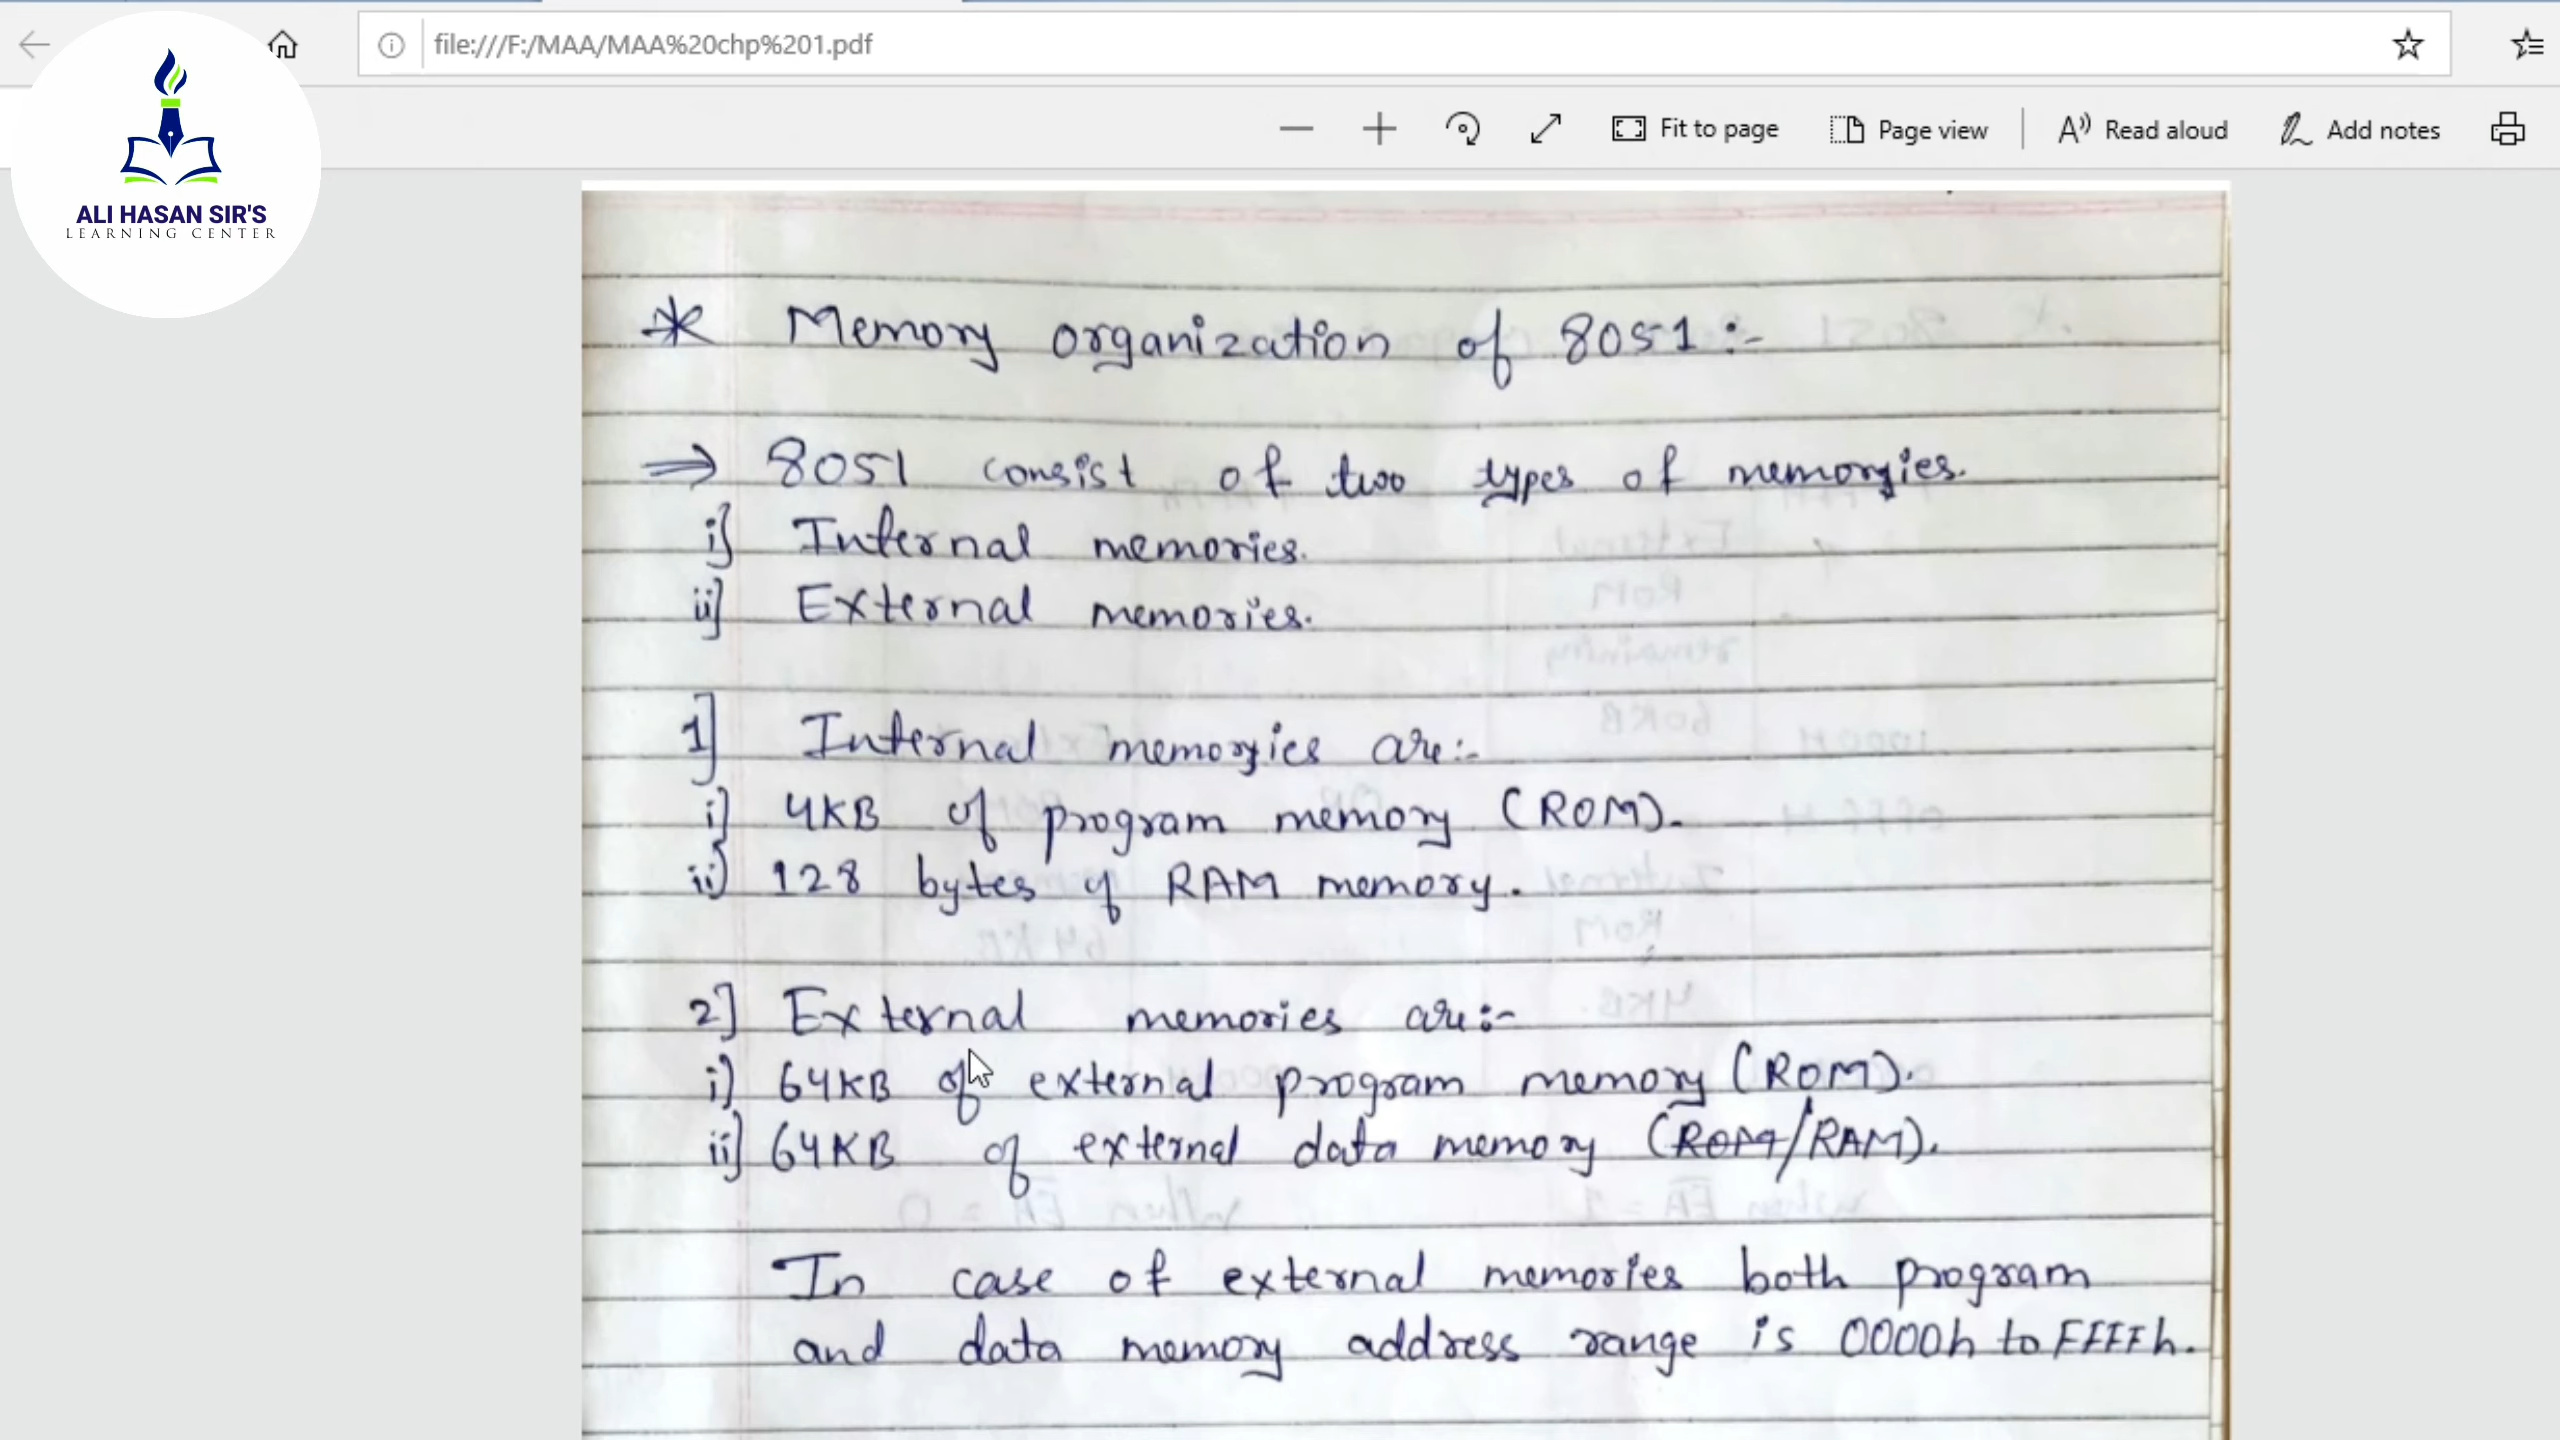 file:///F:/MAA/MAA%20chp%201.pdf
Fit to page
Page view
Read aloud
Add notes
ALI HASAN SIR'S
LEARNING CENTER
* Memory organization of 8051 :-
⇒ 8051 consist of two types of memoryies.
i] Internal memories.
ii] External memories.
1] Internal memoryies are:-
i] 4KB of program memory (ROM).
ii) 128 bytes of RAM memory.
2] External memories are:-
i] 64KB of external program memory (ROM).
ii] 64KB of external data memory (ROM/RAM).
In case of external memories both program
and data memory address range is 0000h to FFFFh.